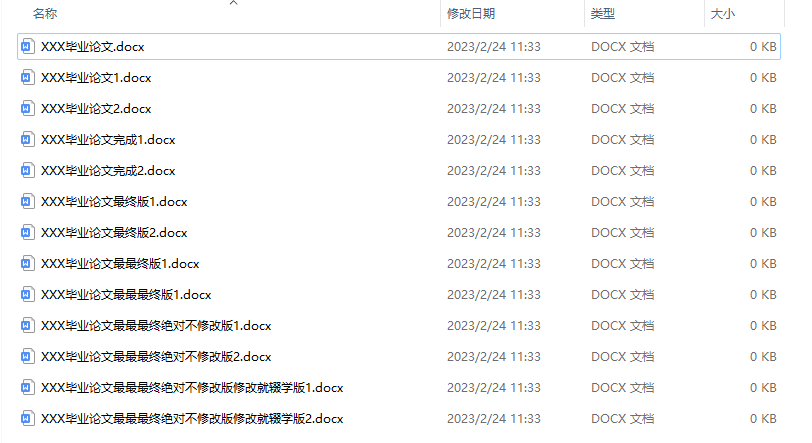 名称 修改日期 类型 大小
XXX毕业论文.docx 2023/2/24 11:33 DOCX 文档 0 KB
XXX毕业论文1.docx 2023/2/24 11:33 DOCX 文档 0 KB
XXX毕业论文2.docx 2023/2/24 11:33 DOCX 文档 0 KB
XXX毕业论文完成1.docx 2023/2/24 11:33 DOCX 文档 0 KB
XXX毕业论文完成2.docx 2023/2/24 11:33 DOCX 文档 0 KB
XXX毕业论文最终版1.docx 2023/2/24 11:33 DOCX 文档 0 KB
XXX毕业论文最终版2.docx 2023/2/24 11:33 DOCX 文档 0 KB
XXX毕业论文最最终版1.docx 2023/2/24 11:33 DOCX 文档 0 KB
XXX毕业论文最最最终版1.docx 2023/2/24 11:33 DOCX 文档 0 KB
XXX毕业论文最最最终绝对不修改版1.docx 2023/2/24 11:33 DOCX 文档 0 KB
XXX毕业论文最最最终绝对不修改版2.docx 2023/2/24 11:33 DOCX 文档 0 KB
XXX毕业论文最最最终绝对不修改版修改就辍学版1.docx 2023/2/24 11:33 DOCX 文档 0 KB
XXX毕业论文最最最终绝对不修改版修改就辍学版2.docx 2023/2/24 11:33 DOCX 文档 0 KB